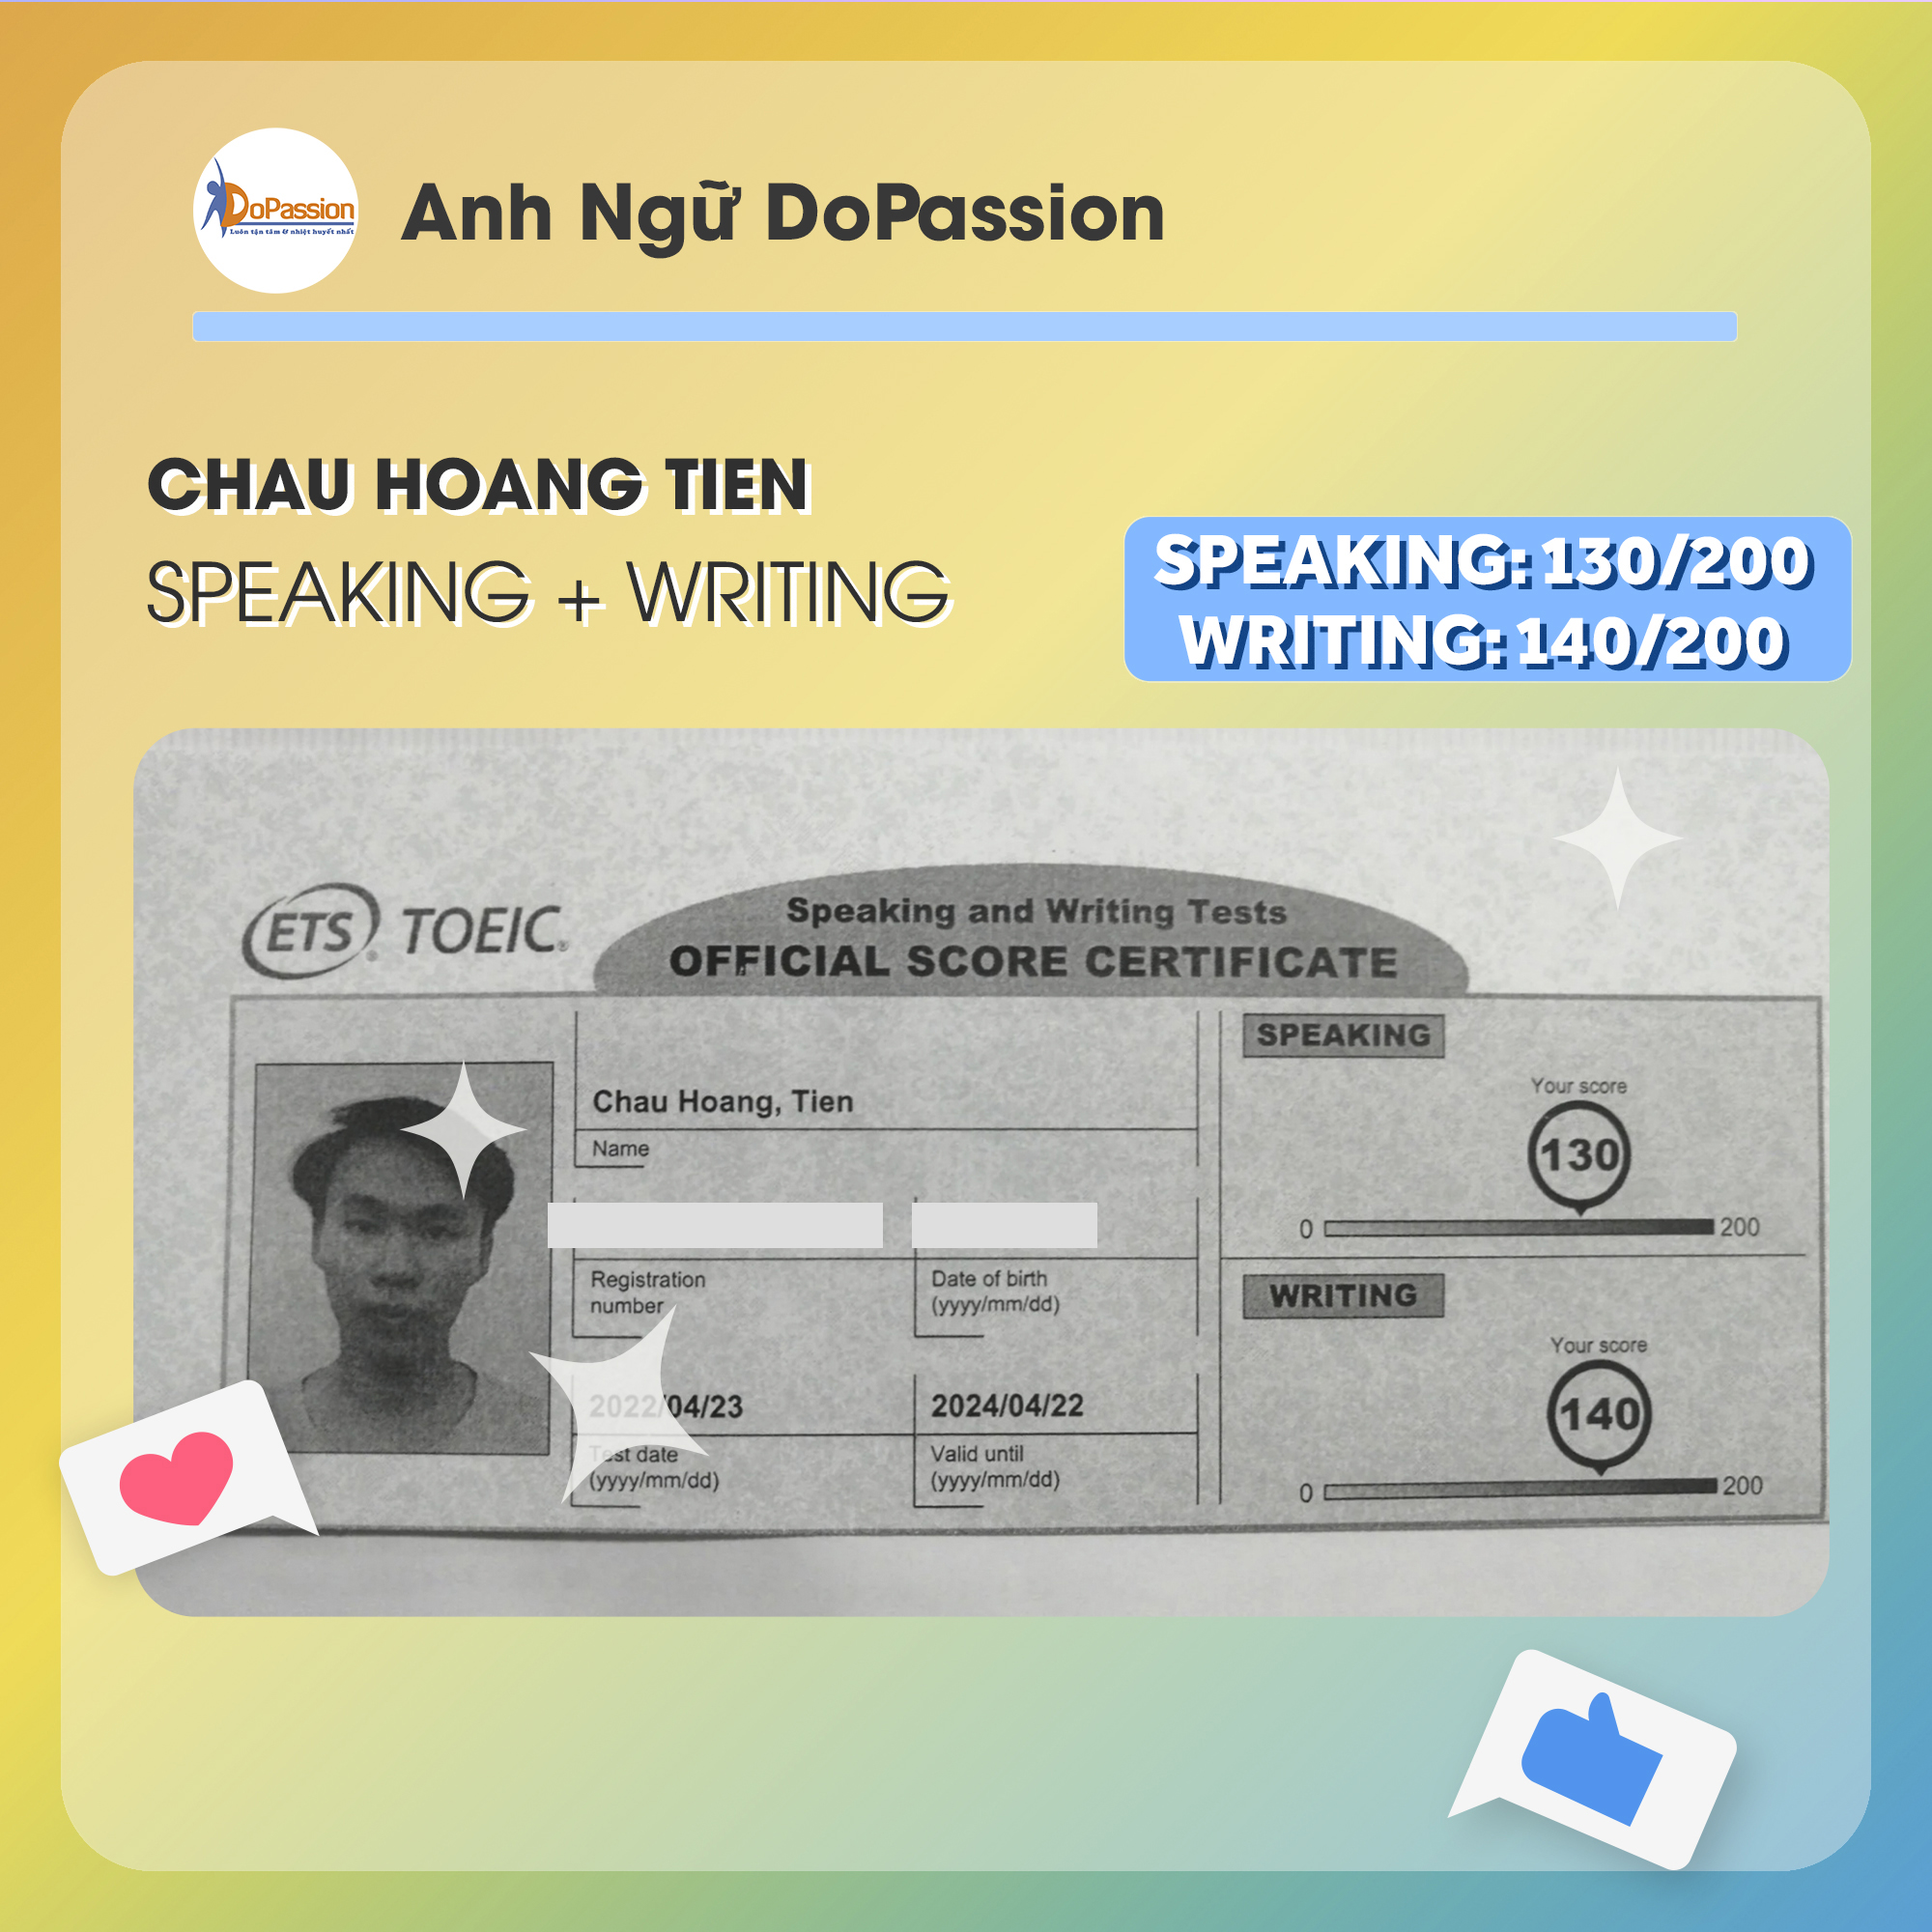 DoPassion
Luôn tận tâm & nhiệt huyết nhất
Anh Ngữ DoPassion
CHAU HOANG TIEN
SPEAKING + WRITING
SPEAKING: 130/200
WRITING: 140/200
ETS® TOEIC®
Speaking and Writing Tests
OFFICIAL SCORE CERTIFICATE
Chau Hoang, Tien
Name
Registration
number
Date of birth
(yyyy/mm/dd)
2022/04/23
Test date
(yyyy/mm/dd)
2024/04/22
Valid until
(yyyy/mm/dd)
SPEAKING
Your score
130
0 200
WRITING
Your score
140
0 200